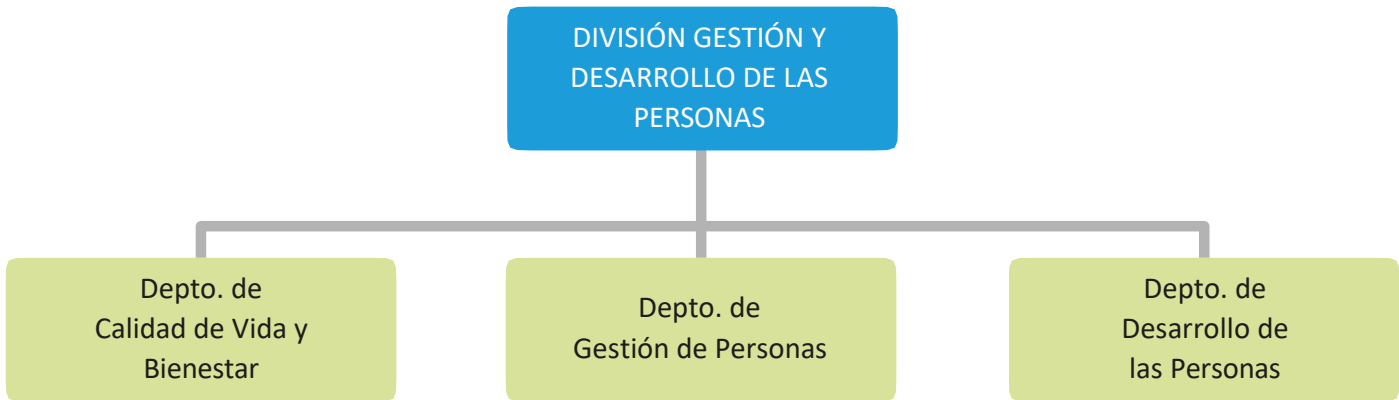 DIVISIÓN GESTIÓN Y
DESARROLLO DE LAS
PERSONAS
Depto. de
Calidad de Vida y
Bienestar
Depto. de
Gestión de Personas
Depto. de
Desarrollo de
las Personas